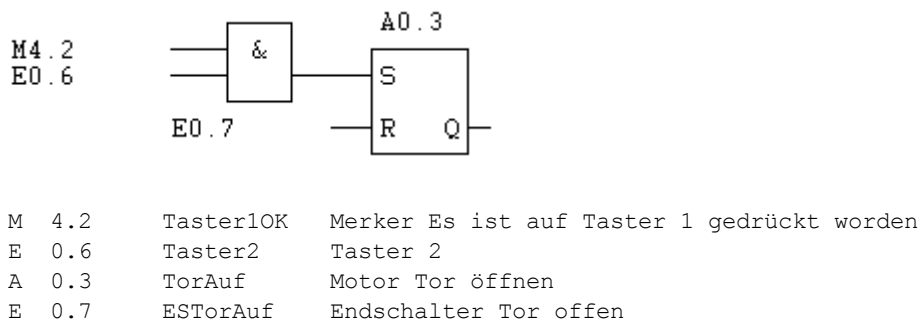 A0.3
M4.2 &
E0.6 S
E0.7 R Q
M 4.2 Taster1OK Merker Es ist auf Taster 1 gedrückt worden
E 0.6 Taster2 Taster 2
A 0.3 TorAuf Motor Tor öffnen
E 0.7 ESTorAuf Endschalter Tor offen